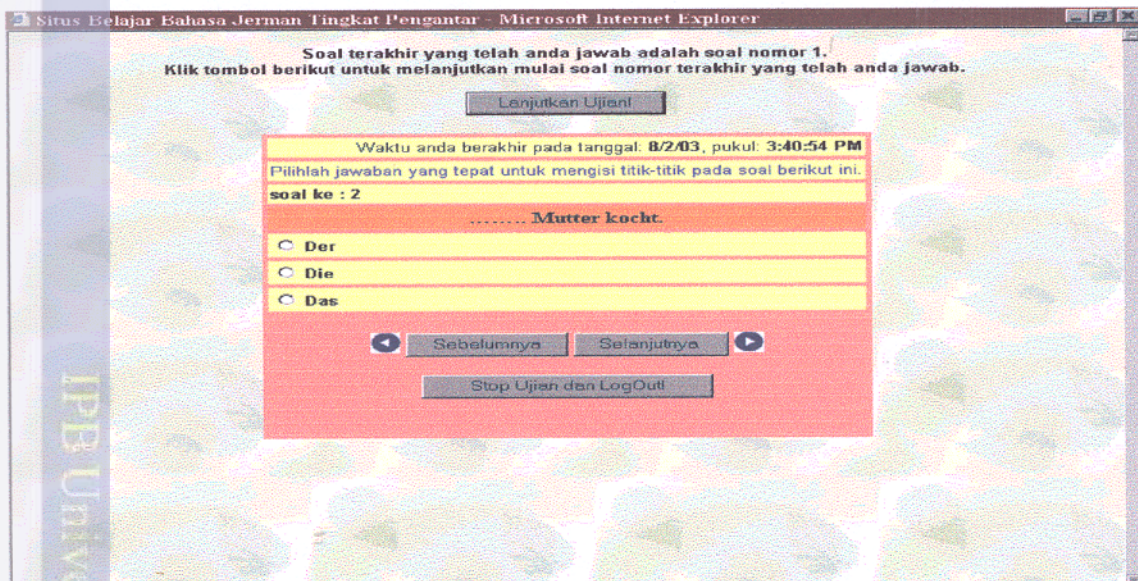 Situs Belajar Bahasa Jerman Tingkat Pengantar - Microsoft Internet Explorer
Soal terakhir yang telah anda jawab adalah soal nomor 1.
Klik tombol berikut untuk melanjutkan mulai soal nomor terakhir yang telah anda jawab.
Lanjutkan Ujian!
Waktu anda berakhir pada tanggal: 8/2/03, pukul: 3:40:54 PM
Pilihlah jawaban yang tepat untuk mengisi titik-titik pada soal berikut ini.
soal ke : 2
........ Mutter kocht.
Der
Die
Das
Sebelumnya Selanjutnya
Stop Ujian dan LogOut!
IPB Unive